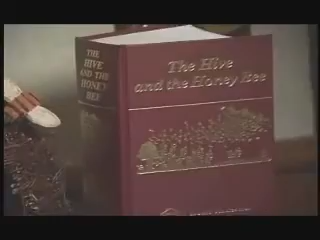 THE
HIVE
AND THE
HONEY
BEE
The Hive
and the Honey Bee